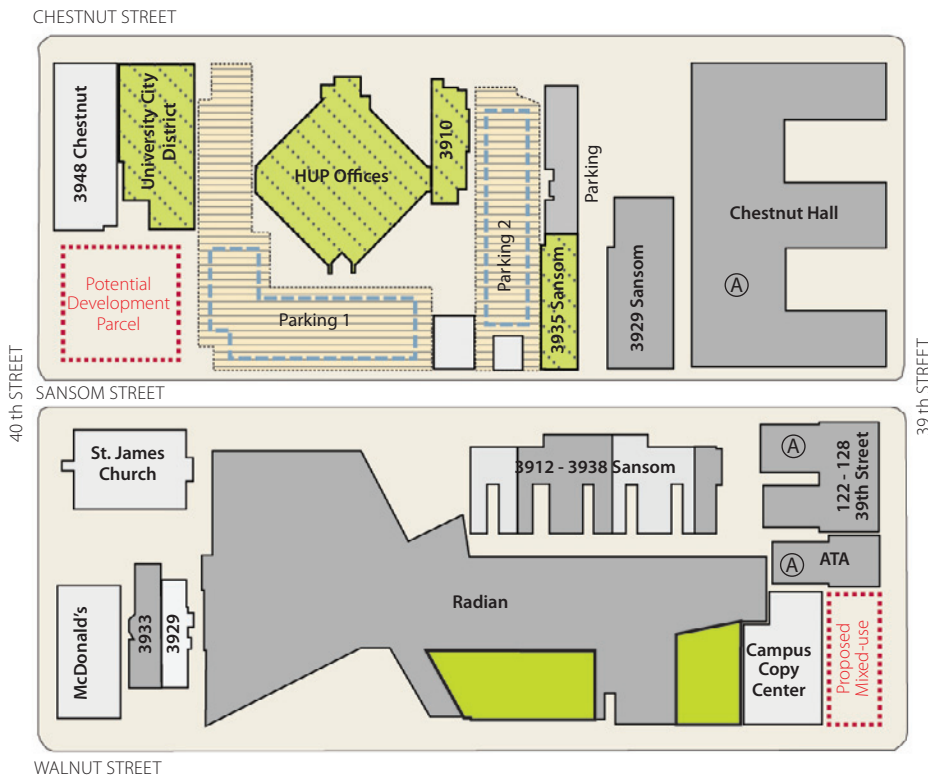 CHESTNUT STREET
3948 Chestnut
University City
District
HUP Offices
3910
Parking 2
Parking
Chestnut Hall
A
Potential
Development
Parcel
Parking 1
3935 Sansom
3929 Sansom
40 th STREET
39 th STREET
SANSOM STREET
St. James
Church
3912 - 3938 Sansom
A
122 - 128
39th Street
A
ATA
McDonald's
3933
3929
Radian
Campus
Copy
Center
Proposed
Mixed-use
WALNUT STREET